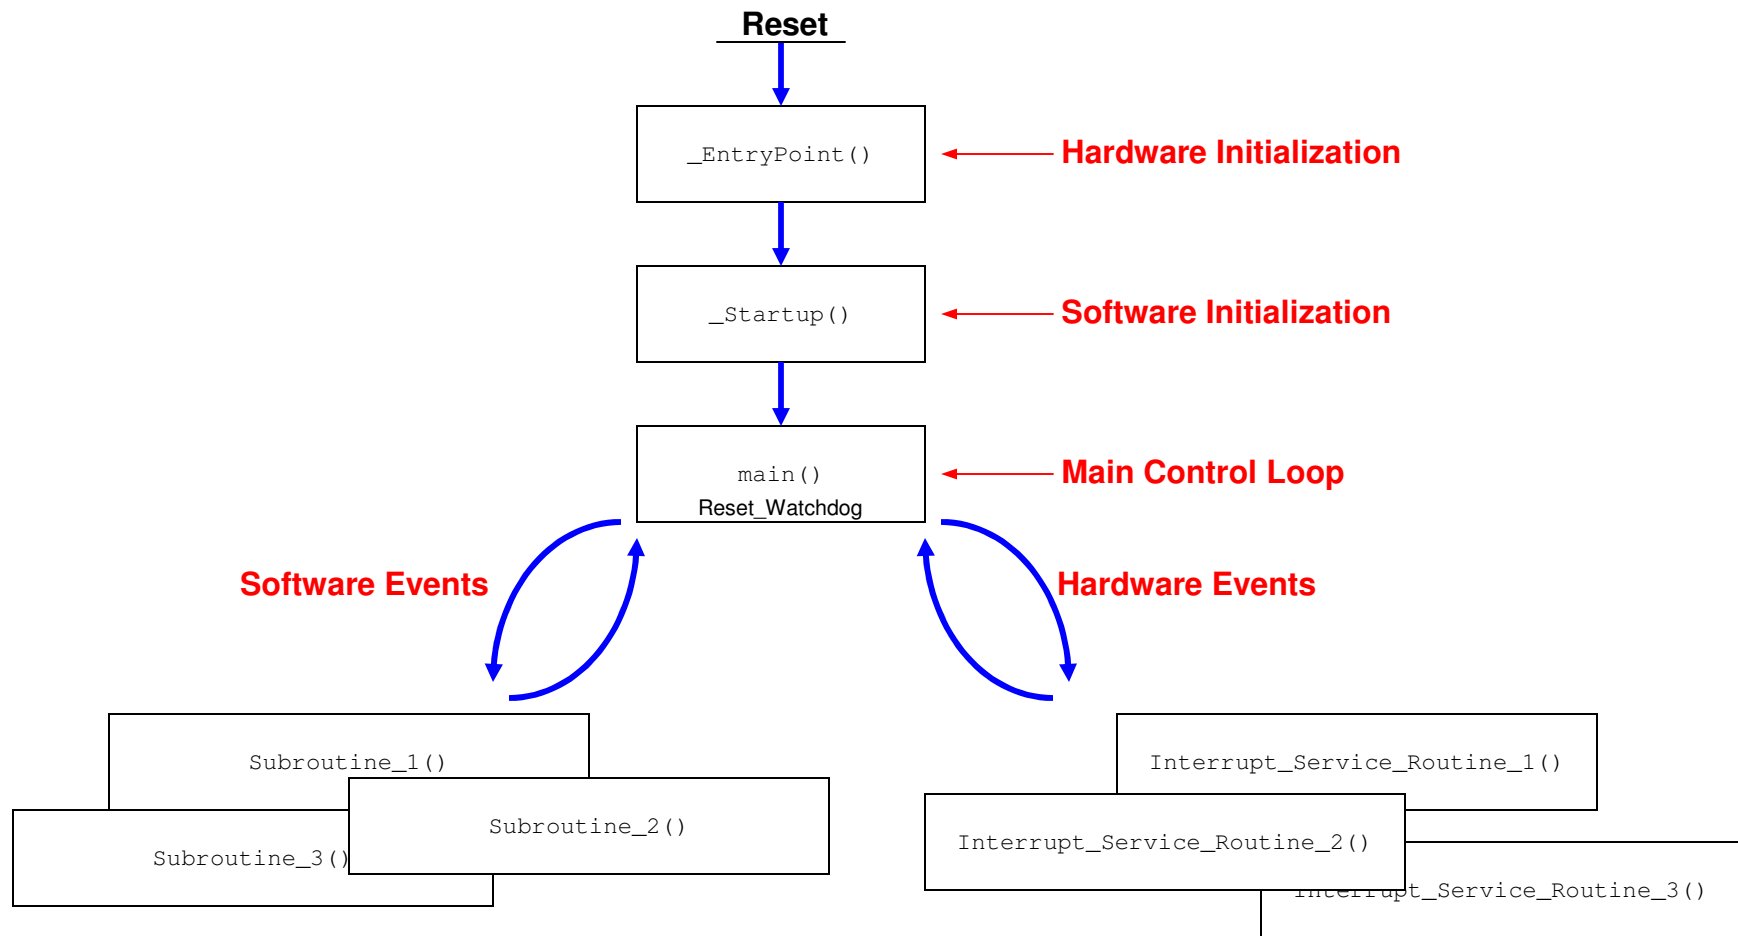 Reset
_EntryPoint()
Hardware Initialization
_Startup()
Software Initialization
main()
Main Control Loop
Reset_Watchdog
Software Events
Hardware Events
Subroutine_1()
Interrupt_Service_Routine_1()
Subroutine_2()
Interrupt_Service_Routine_2()
Subroutine_3()
Interrupt_Service_Routine_3()